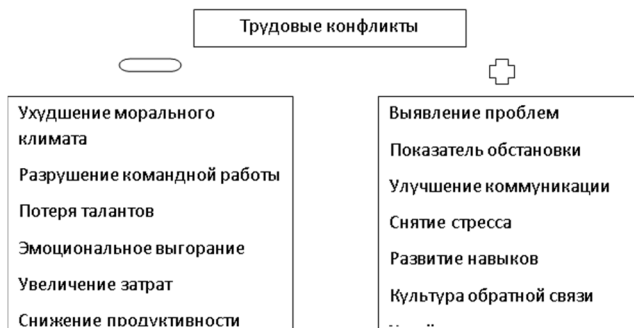 Трудовые конфликты
Ухудшение морального
климата
Разрушение командной работы
Потеря талантов
Эмоциональное выгорание
Увеличение затрат
Снижение продуктивности
Выявление проблем
Показатель обстановки
Улучшение коммуникации
Снятие стресса
Развитие навыков
Культура обратной связи